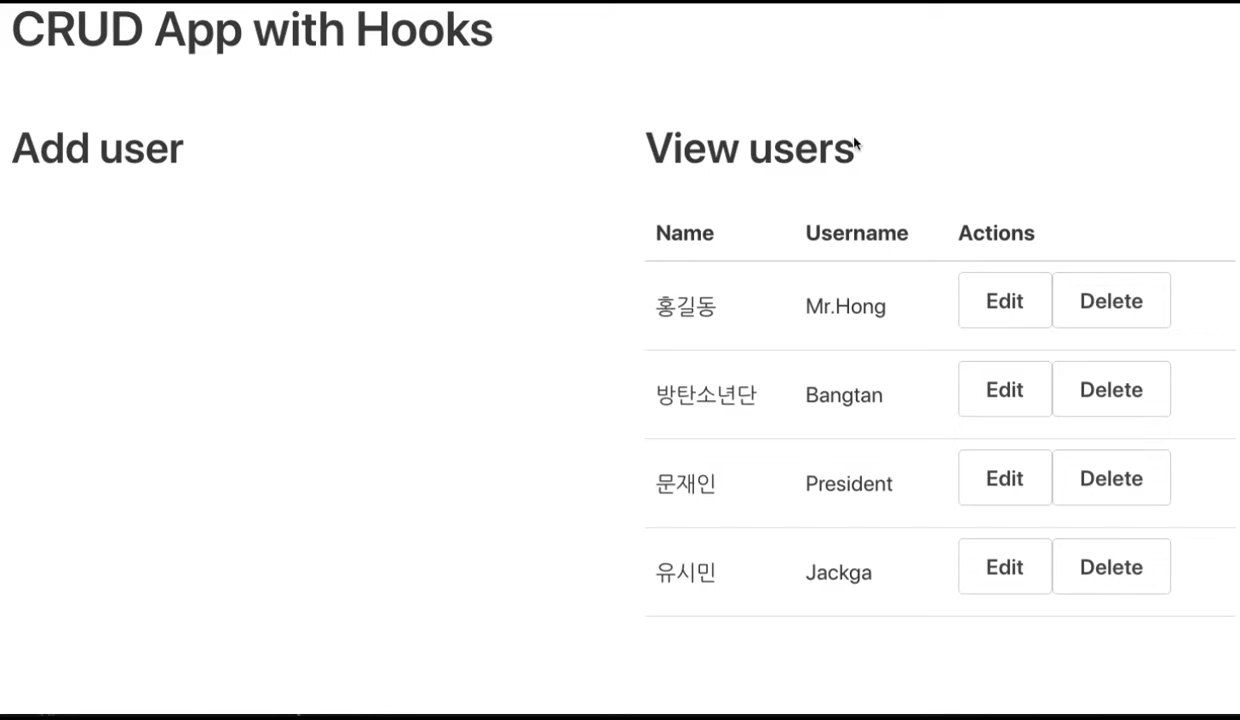 CRUD App with Hooks
Add user
View users
Name Username Actions
홍길동 Mr.Hong Edit Delete
방탄소년단 Bangtan Edit Delete
문재인 President Edit Delete
유시민 Jackga Edit Delete